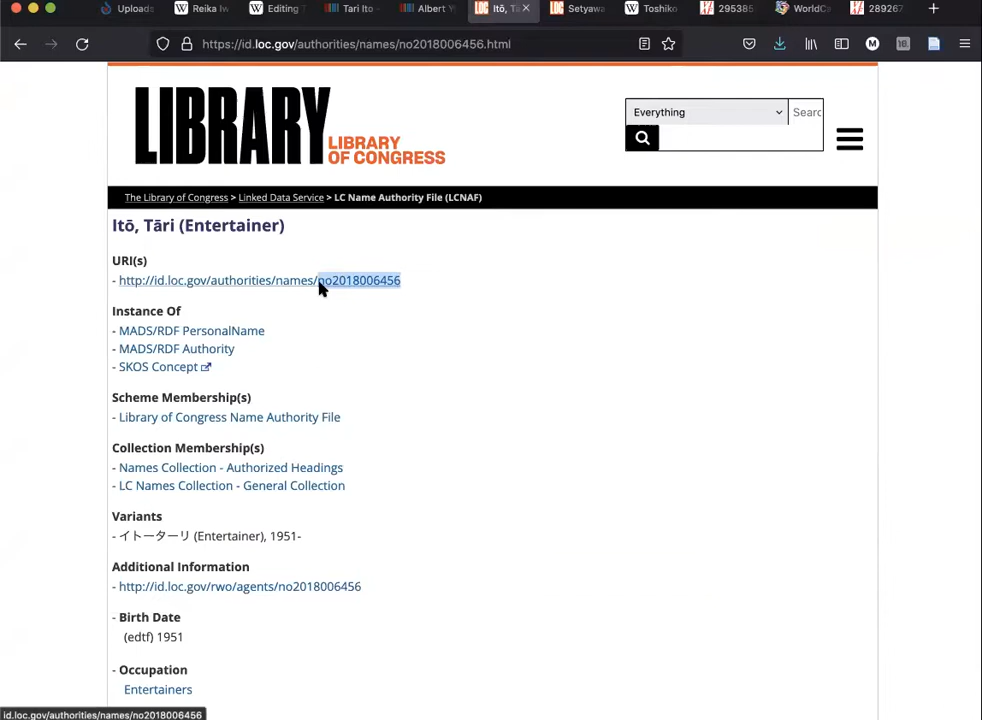 Uploads
Reika Iw
Editing
Tari Ito -
Albert Y
Itō, Tā
Setyawa
Toshiko
295385
WorldCa
289267
https://id.loc.gov/authorities/names/no2018006456.html
LIBRARY
LIBRARY
OF CONGRESS
Everything
Searc
The Library of Congress > Linked Data Service > LC Name Authority File (LCNAF)
Itō, Tāri (Entertainer)
URI(s)
- http://id.loc.gov/authorities/names/no2018006456
Instance Of
- MADS/RDF PersonalName
- MADS/RDF Authority
- SKOS Concept
Scheme Membership(s)
- Library of Congress Name Authority File
Collection Membership(s)
- Names Collection - Authorized Headings
- LC Names Collection - General Collection
Variants
- イトーターリ (Entertainer), 1951-
Additional Information
- http://id.loc.gov/rwo/agents/no2018006456
- Birth Date
(edtf) 1951
- Occupation
Entertainers
id.loc.gov/authorities/names/no2018006456